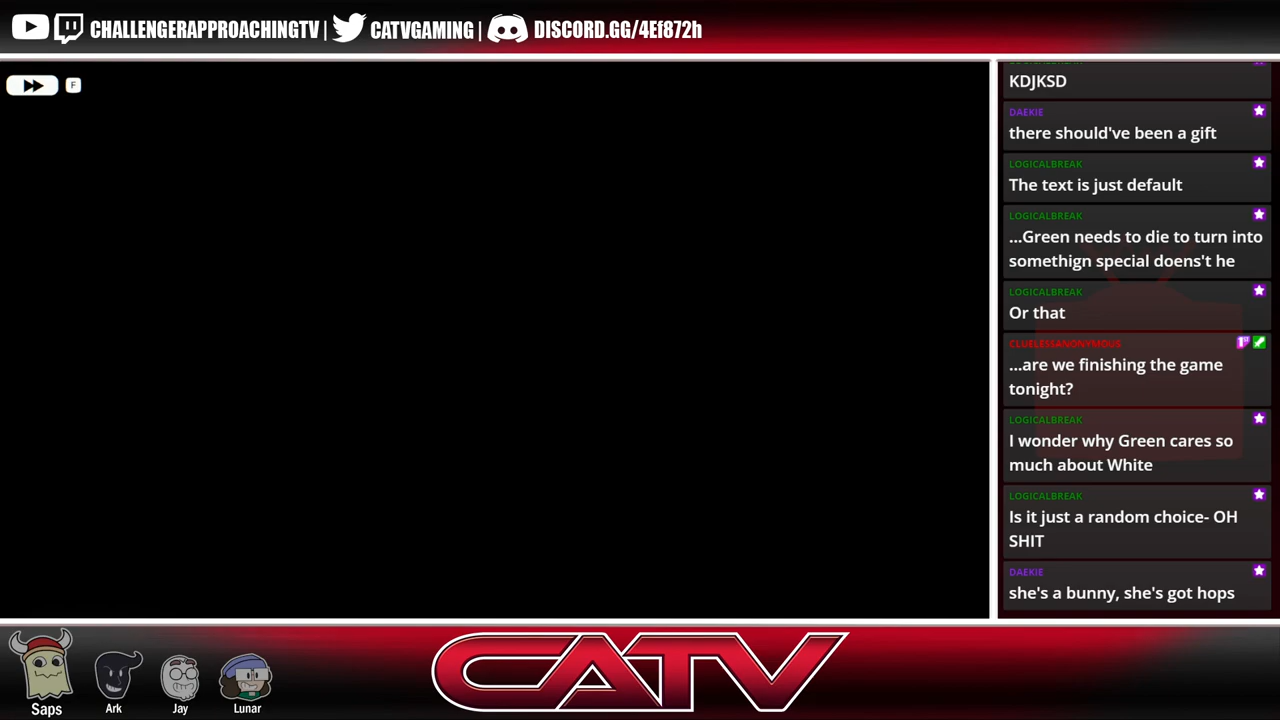 CHALLENGERAPPROACHINGTV | CATVGAMING | DISCORD.GG/4Ef872h
F
KDJKSD
DAEKIE
there should've been a gift
LOGICALBREAK
The text is just default
LOGICALBREAK
...Green needs to die to turn into
somethign special doens't he
LOGICALBREAK
Or that
CLUELESSANONYMOUS
...are we finishing the game
tonight?
LOGICALBREAK
I wonder why Green cares so
much about White
LOGICALBREAK
Is it just a random choice- OH
SHIT
DAEKIE
she's a bunny, she's got hops
CATV
Saps
Ark
Jay
Lunar